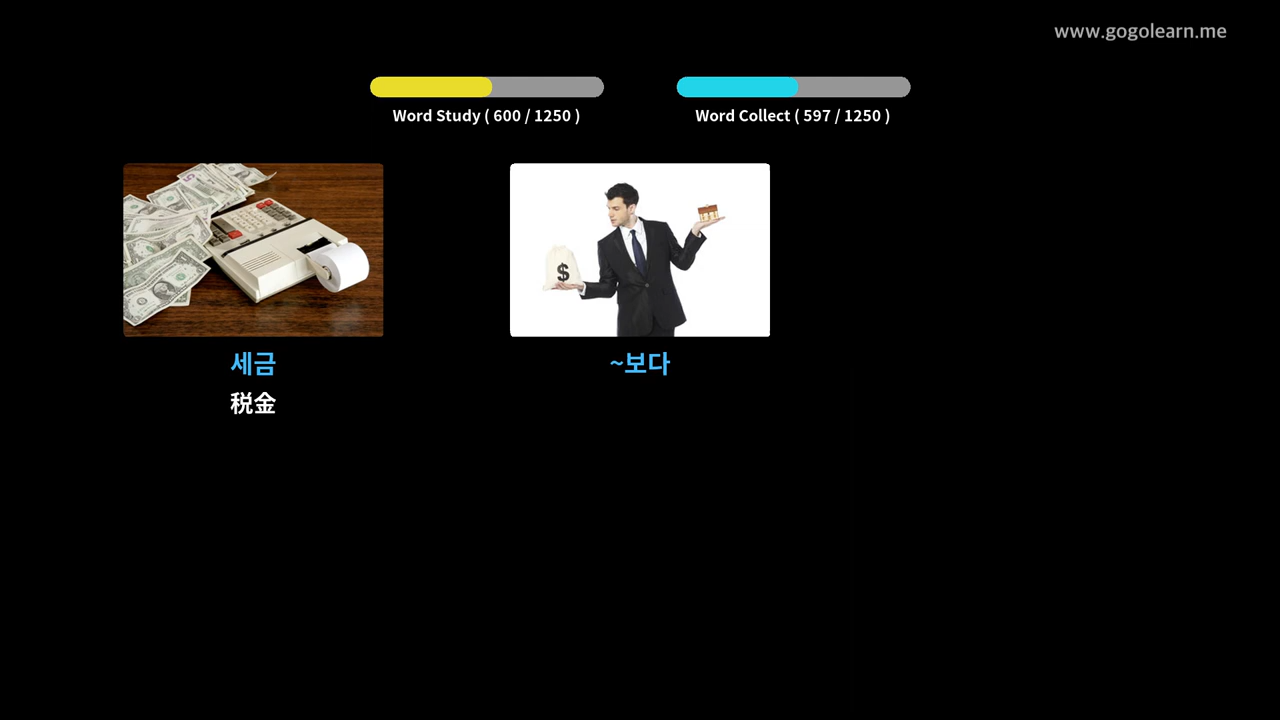 www.gogolearn.me
Word Study ( 600 / 1250 )
Word Collect ( 597 / 1250 )
세금
税金
~보다
$